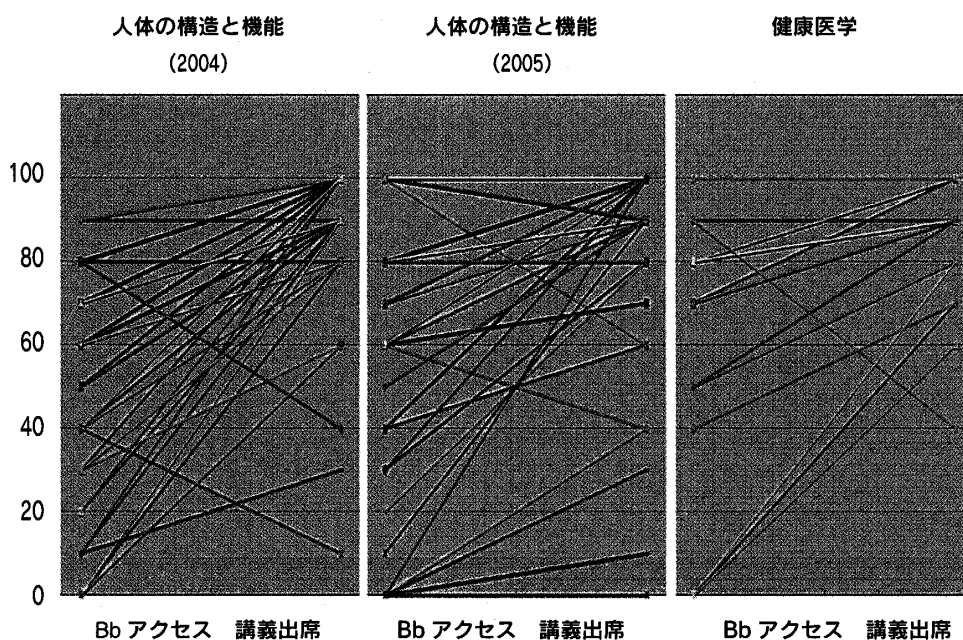 人体の構造と機能
(2004)
人体の構造と機能
(2005)
健康医学
100
80
60
40
20
0
Bb アクセス 講義出席
Bb アクセス 講義出席
Bb アクセス 講義出席